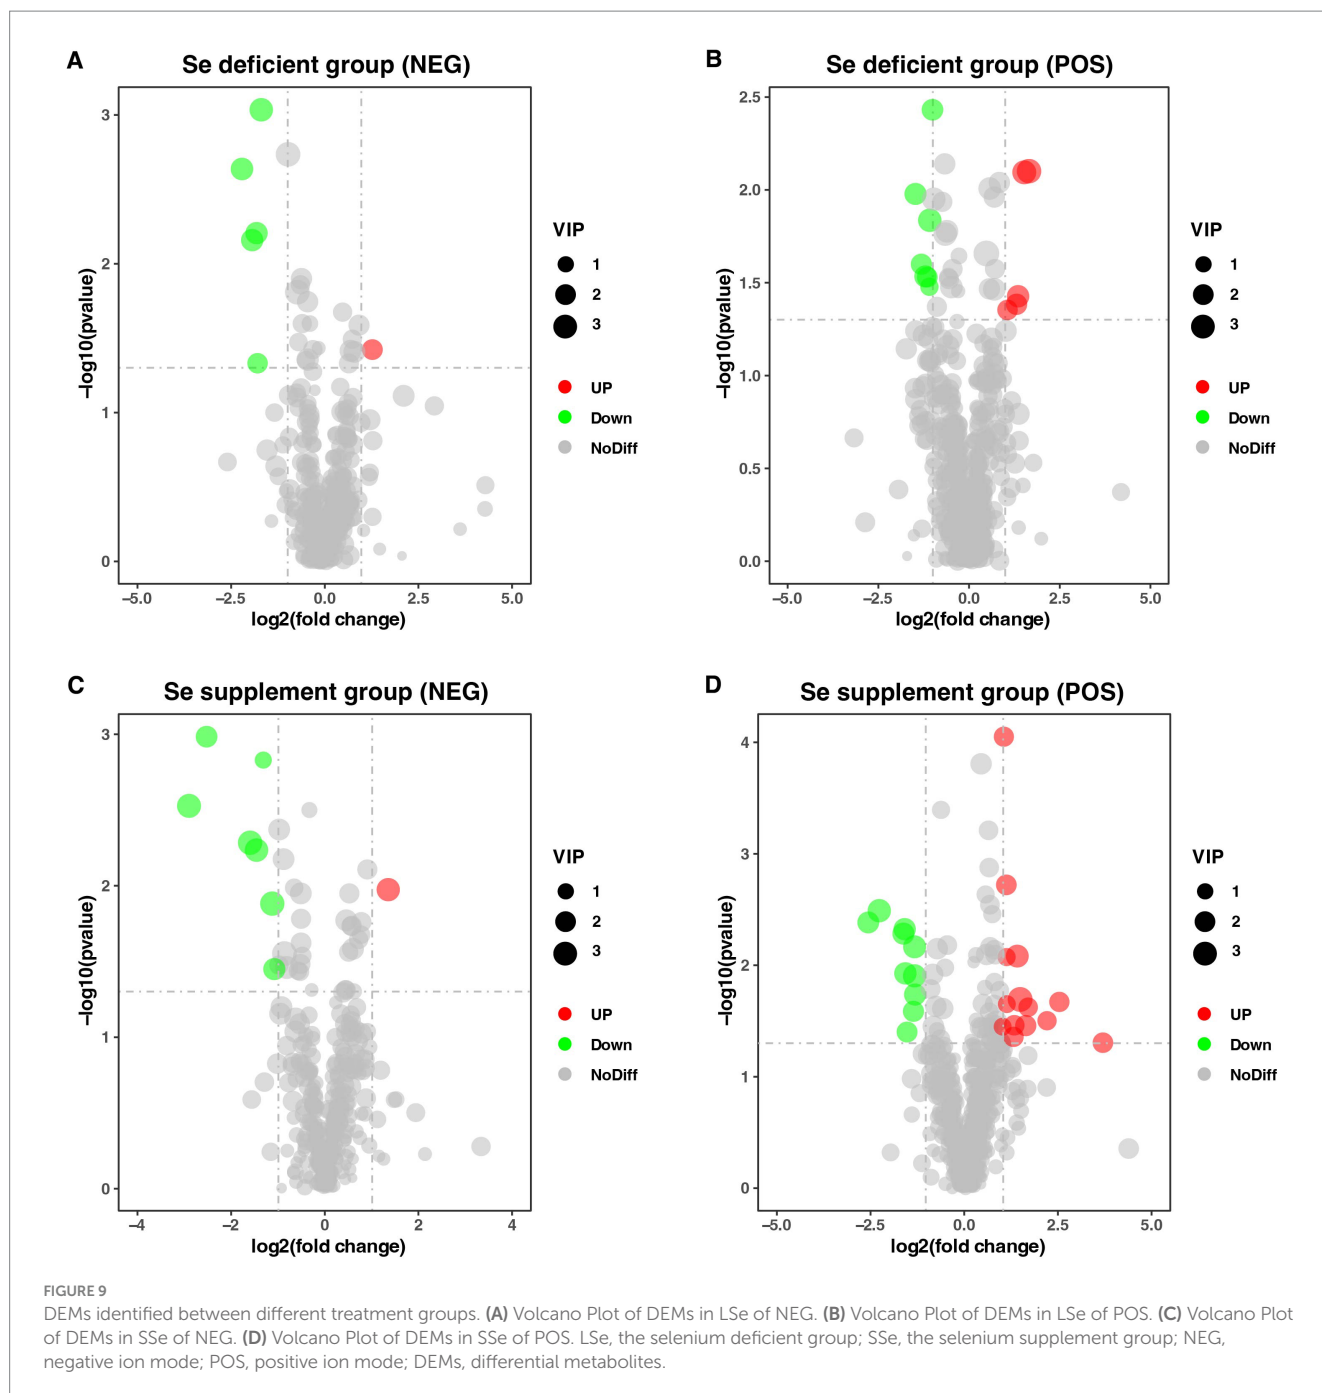 A
Se deficient group (NEG)
3
2
1
0
−log10(pvalue)
−5.0 −2.5 0.0 2.5 5.0
log2(fold change)
VIP
1
2
3
UP
Down
NoDiff
B
Se deficient group (POS)
2.5
2.0
1.5
1.0
0.5
0.0
−log10(pvalue)
−5.0 −2.5 0.0 2.5 5.0
log2(fold change)
VIP
1
2
3
UP
Down
NoDiff
C
Se supplement group (NEG)
3
2
1
0
−log10(pvalue)
−4 −2 0 2 4
log2(fold change)
VIP
1
2
3
UP
Down
NoDiff
D
Se supplement group (POS)
4
3
2
1
0
−log10(pvalue)
−5.0 −2.5 0.0 2.5 5.0
log2(fold change)
VIP
1
2
3
UP
Down
NoDiff
FIGURE 9
DEMs identified between different treatment groups. (A) Volcano Plot of DEMs in LSe of NEG. (B) Volcano Plot of DEMs in LSe of POS. (C) Volcano Plot
of DEMs in SSe of NEG. (D) Volcano Plot of DEMs in SSe of POS. LSe, the selenium deficient group; SSe, the selenium supplement group; NEG,
negative ion mode; POS, positive ion mode; DEMs, differential metabolites.